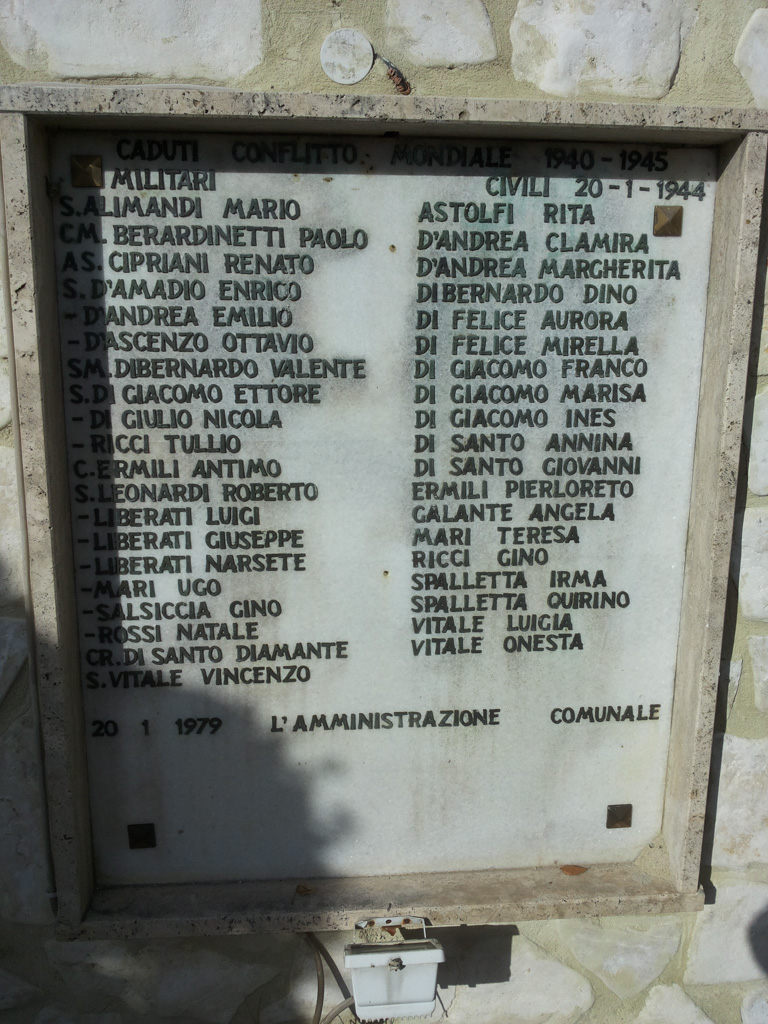 CADUTI CONFLITTO MONDIALE 1940-1945
MILITARI
S. ALIMANDI MARIO
C.M. BERARDINETTI PAOLO
AS. CIPRIANI RENATO
S. D'AMADIO ENRICO
- D'ANDREA EMILIO
- D'ASCENZO OTTAVIO
SM. DIBERNARDO VALENTE
S. DI GIACOMO ETTORE
- DI GIULIO NICOLA
- RICCI TULLIO
C. ERMILI ANTIMO
S. LEONARDI ROBERTO
- LIBERATI LUIGI
- LIBERATI GIUSEPPE
- LIBERATI NARSETE
- MARI UGO
- SALSICCIA GINO
- ROSSI NATALE
CR. DI SANTO DIAMANTE
S. VITALE VINCENZO
CIVILI 20-1-1944
ASTOLFI RITA
D'ANDREA CLAMIRA
D'ANDREA MARGHERITA
DI BERNARDO DINO
DI FELICE AURORA
DI FELICE MIRELLA
DI GIACOMO FRANCO
DI GIACOMO MARISA
DI GIACOMO INES
DI SANTO ANNINA
DI SANTO GIOVANNI
ERMILI PIERLORETO
GALANTE ANGELA
MARI TERESA
RICCI GINO
SPALLETTA IRMA
SPALLETTA QUIRINO
VITALE LUIGIA
VITALE ONESTA
20 1 1979 L'AMMINISTRAZIONE COMUNALE